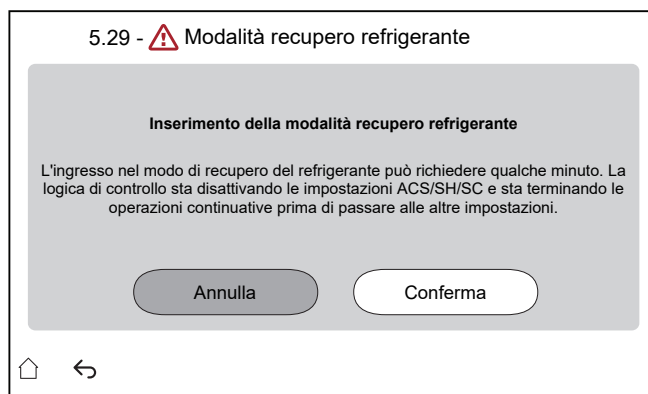 5.29 - Modalità recupero refrigerante
Inserimento della modalità recupero refrigerante
L'ingresso nel modo di recupero del refrigerante può richiedere qualche minuto. La
logica di controllo sta disattivando le impostazioni ACS/SH/SC e sta terminando le
operazioni continuative prima di passare alle altre impostazioni.
Annulla
Conferma